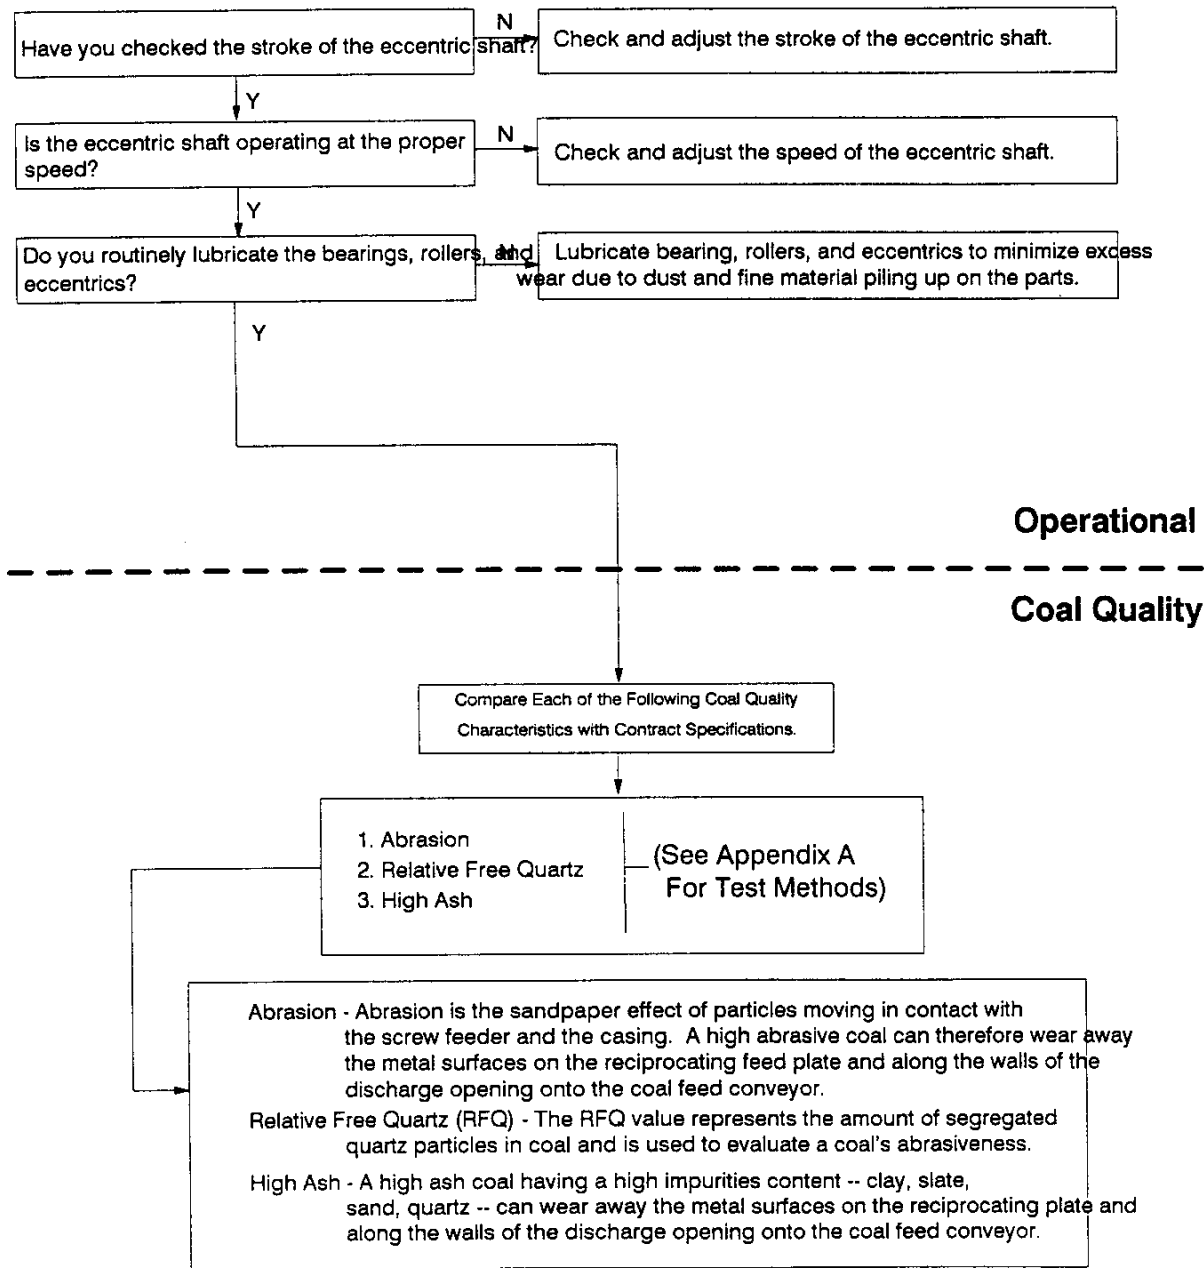 Have you checked the stroke of the eccentric shaft?
N
Check and adjust the stroke of the eccentric shaft.
Y
Is the eccentric shaft operating at the proper
speed?
N
Check and adjust the speed of the eccentric shaft.
Y
Do you routinely lubricate the bearings, rollers, and
eccentrics?
N
Lubricate bearing, rollers, and eccentrics to minimize excess
wear due to dust and fine material piling up on the parts.
Y
Operational
Coal Quality
Compare Each of the Following Coal Quality
Characteristics with Contract Specifications.
1. Abrasion
2. Relative Free Quartz
3. High Ash
(See Appendix A
For Test Methods)
Abrasion - Abrasion is the sandpaper effect of particles moving in contact with
the screw feeder and the casing. A high abrasive coal can therefore wear away
the metal surfaces on the reciprocating feed plate and along the walls of the
discharge opening onto the coal feed conveyor.
Relative Free Quartz (RFQ) - The RFQ value represents the amount of segregated
quartz particles in coal and is used to evaluate a coal's abrasiveness.
High Ash - A high ash coal having a high impurities content -- clay, slate,
sand, quartz -- can wear away the metal surfaces on the reciprocating plate and
along the walls of the discharge opening onto the coal feed conveyor.